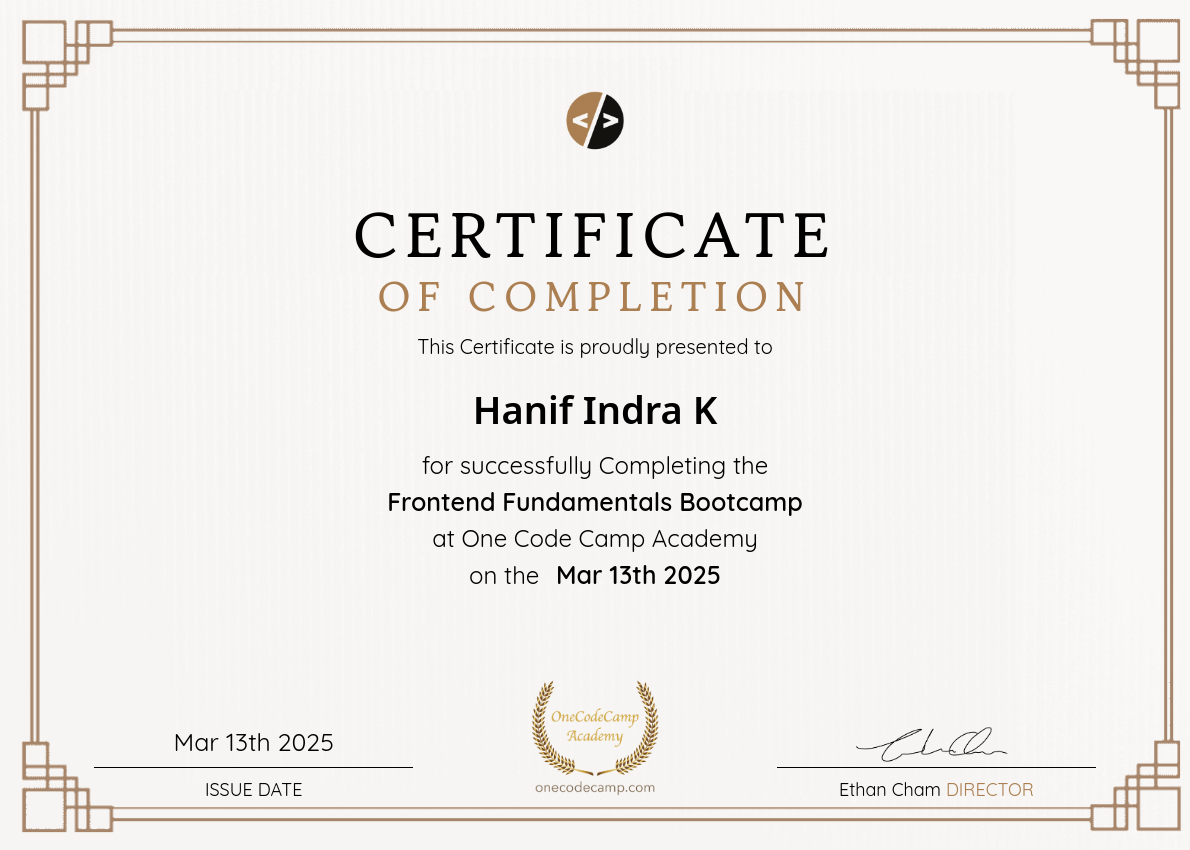 < >
CERTIFICATE
OF COMPLETION
This Certificate is proudly presented to
Hanif Indra K
for successfully Completing the
Frontend Fundamentals Bootcamp
at One Code Camp Academy
on the Mar 13th 2025
OneCodeCamp
Academy
onecodecamp.com
Mar 13th 2025
ISSUE DATE
Ethan Cham DIRECTOR